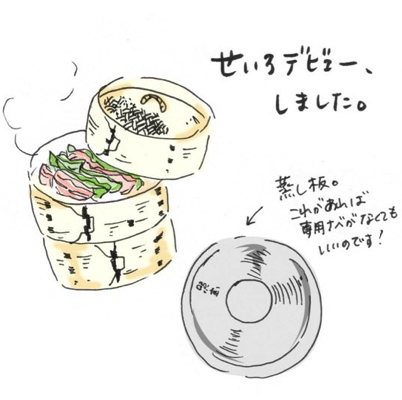 せいろデビュー、
しました。
蒸し板。
これがあれば
専用ナベがなくても
いいのです!